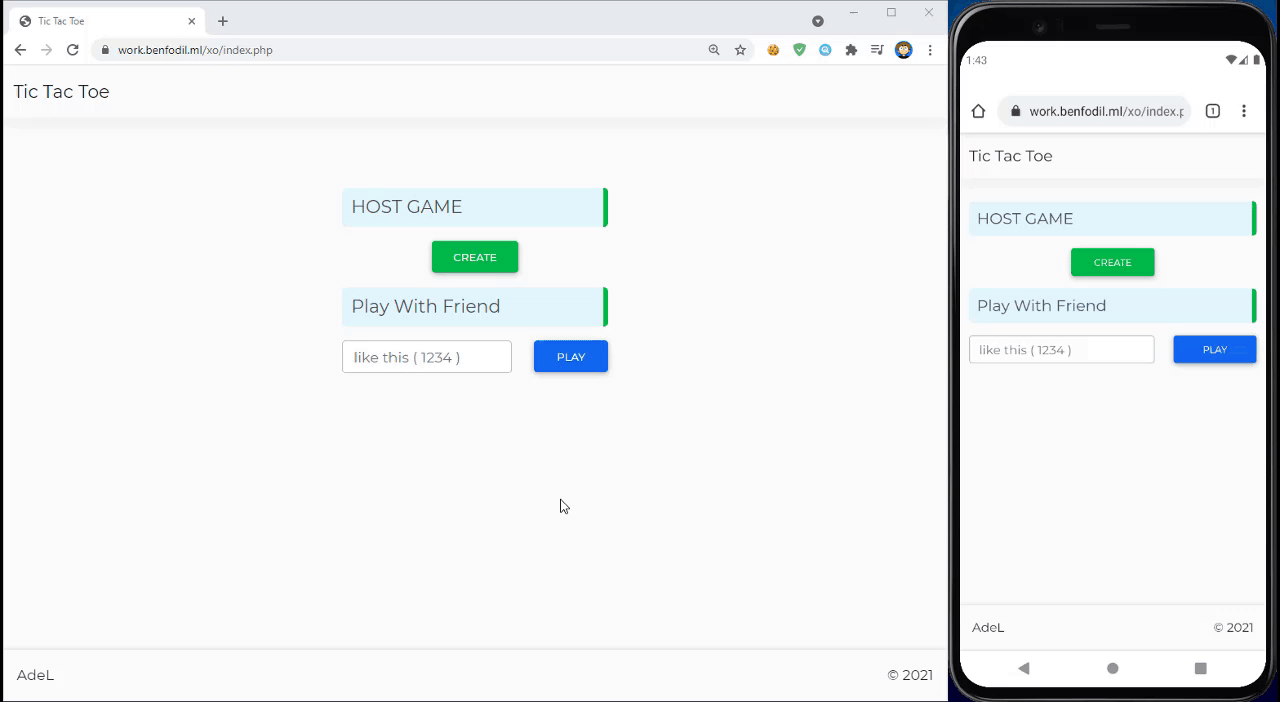 Tic Tac Toe
work.benfodil.ml/xo/index.php
Tic Tac Toe
HOST GAME
CREATE
Play With Friend
like this ( 1234 )
PLAY
AdeL
© 2021
1:43
work.benfodil.ml/xo/index.p
1
Tic Tac Toe
HOST GAME
CREATE
Play With Friend
like this ( 1234 )
PLAY
AdeL
© 2021